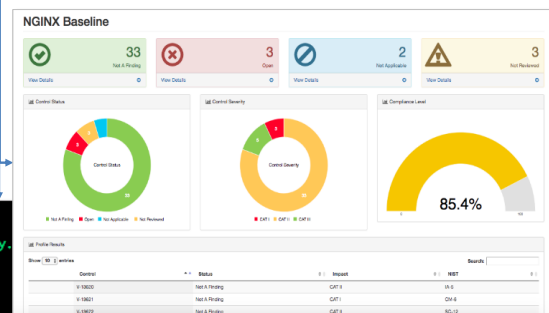 NGINX Baseline
33
Not A Finding
View Details
3
Open
View Details
2
Not Applicable
View Details
3
Not Reviewed
View Details
Control Status
Control Severity
Compliance Level
Control Status
Control Severity
85.4%
Not A Finding Open Not Applicable Not Reviewed
CAT I CAT II CAT III
Profile Results
Show 10 entries
Search:
Control Status Impact NIST
Not A Finding CAT II IA-5
V-13621 Not A Finding CAT I CM-6
Not A Finding CAT II SC-12
y.